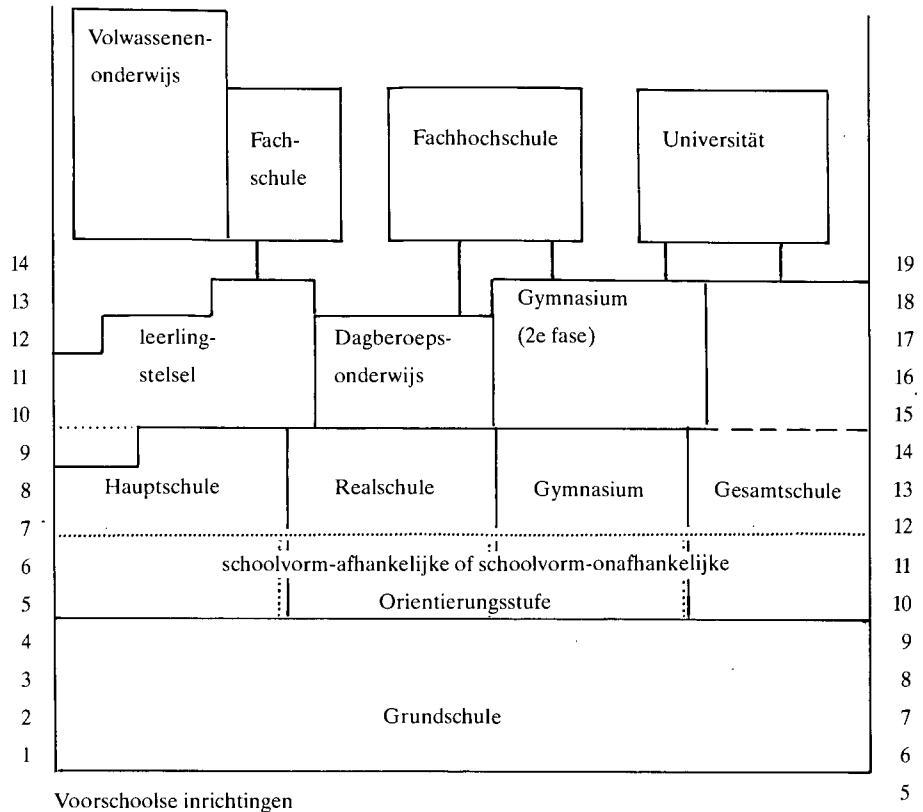 Volwassenen-
onderwijs
Fach-
schule
Fachhochschule
Universität
14 19
13 Gymnasium 18
12 leerling- Dagberoeps- (2e fase) 17
11 stelsel onderwijs 16
10 15
9 14
8 Hauptschule Realschule Gymnasium Gesamtschule 13
7 12
6 schoolvorm-afhankelijke of schoolvorm-onafhankelijke 11
5 Orientierungsstufe 10
4 9
3 8
2 Grundschule 7
1 6
Voorschoolse inrichtingen 5